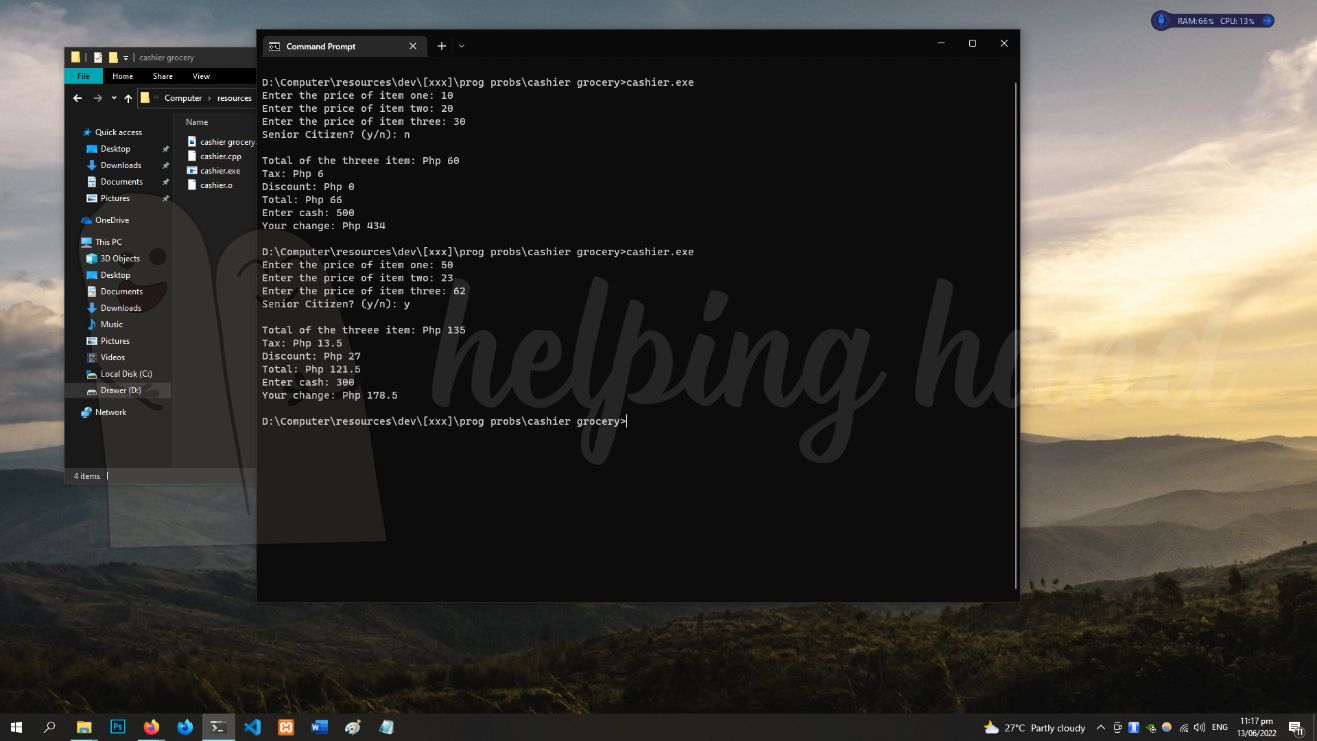 RAM:66% CPU:13%
cashier grocery
File Home Share View
Computer › resources
Name
Quick access
Desktop
Downloads
Documents
Pictures
OneDrive
This PC
3D Objects
Desktop
Documents
Downloads
Music
Pictures
Videos
Local Disk (C:)
Drawer (D:)
Network
cashier grocery
cashier.cpp
cashier.exe
cashier.o
4 items
Command Prompt
D:\Computer\resources\dev\[xxx]\prog probs\cashier grocery>cashier.exe
Enter the price of item one: 10
Enter the price of item two: 20
Enter the price of item three: 30
Senior Citizen? (y/n): n
Total of the threee item: Php 60
Tax: Php 6
Discount: Php 0
Total: Php 66
Enter cash: 500
Your change: Php 434
D:\Computer\resources\dev\[xxx]\prog probs\cashier grocery>cashier.exe
Enter the price of item one: 50
Enter the price of item two: 23
Enter the price of item three: 62
Senior Citizen? (y/n): y
Total of the threee item: Php 135
Tax: Php 13.5
Discount: Php 27
Total: Php 121.5
Enter cash: 300
Your change: Php 178.5
D:\Computer\resources\dev\[xxx]\prog probs\cashier grocery>
helping hand
Ps
27°C Partly cloudy
ENG
11:17 pm
13/06/2022
11